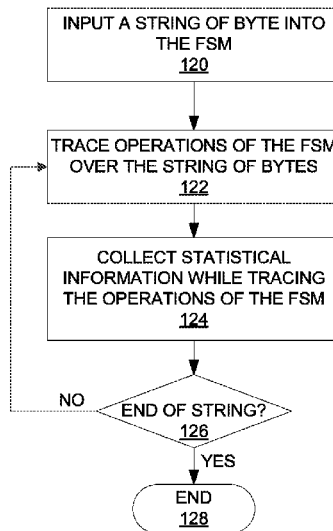 INPUT A STRING OF BYTE INTO
THE FSM
120
TRACE OPERATIONS OF THE FSM
OVER THE STRING OF BYTES
122
COLLECT STATISTICAL
INFORMATION WHILE TRACING
THE OPERATIONS OF THE FSM
124
NO
END OF STRING?
126
YES
END
128